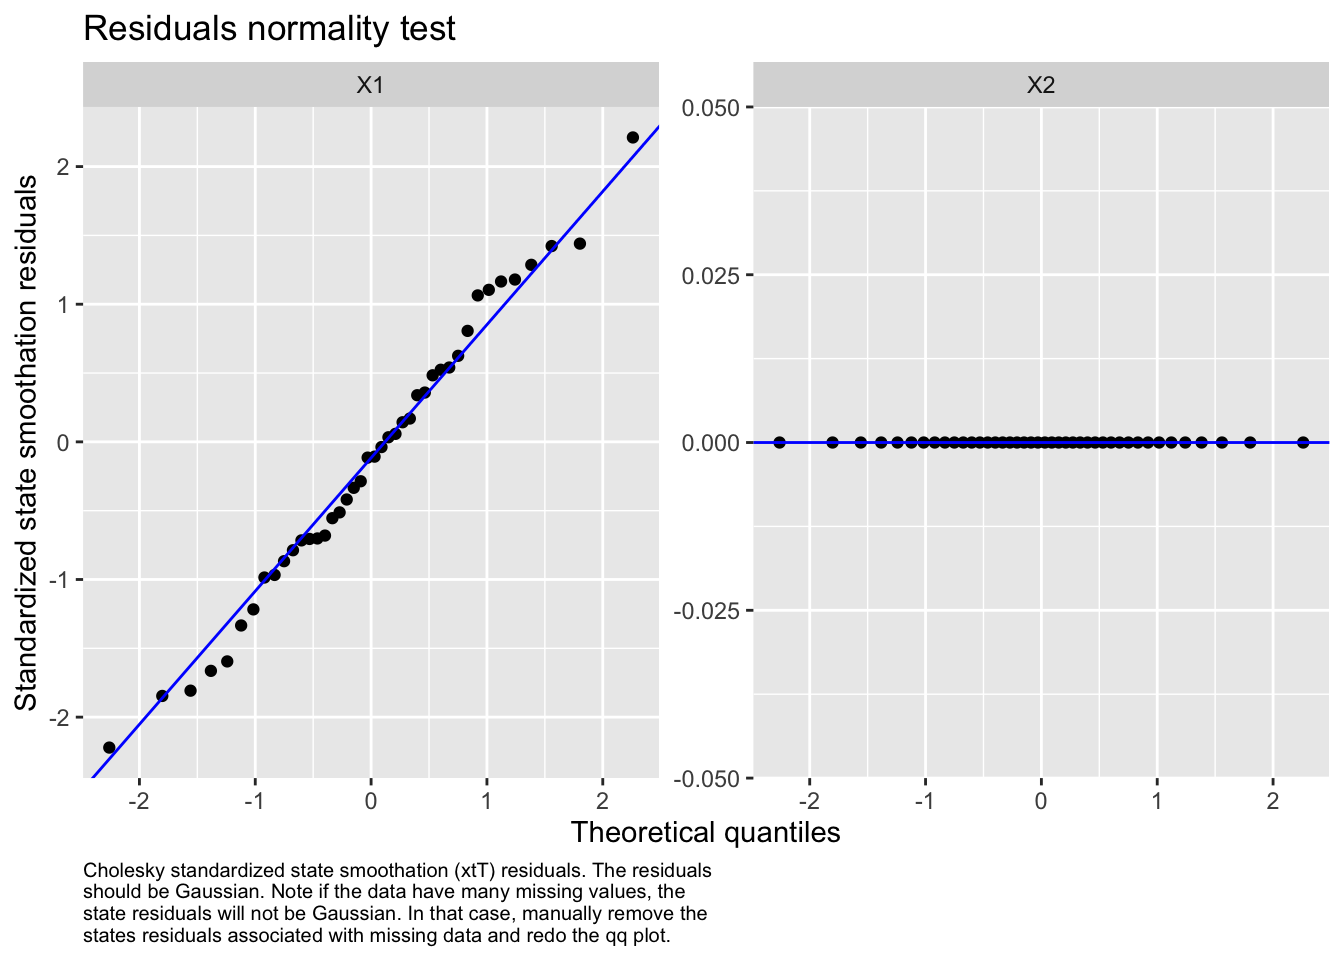 Residuals normality test
X1
X2
Standardized state smoothation residuals
2
1
0
-1
-2
0.050
0.025
0.000
-0.025
-0.050
-2 -1 0 1 2
-2 -1 0 1 2
Theoretical quantiles
Cholesky standardized state smoothation (xtT) residuals. The residuals
should be Gaussian. Note if the data have many missing values, the
state residuals will not be Gaussian. In that case, manually remove the
states residuals associated with missing data and redo the qq plot.